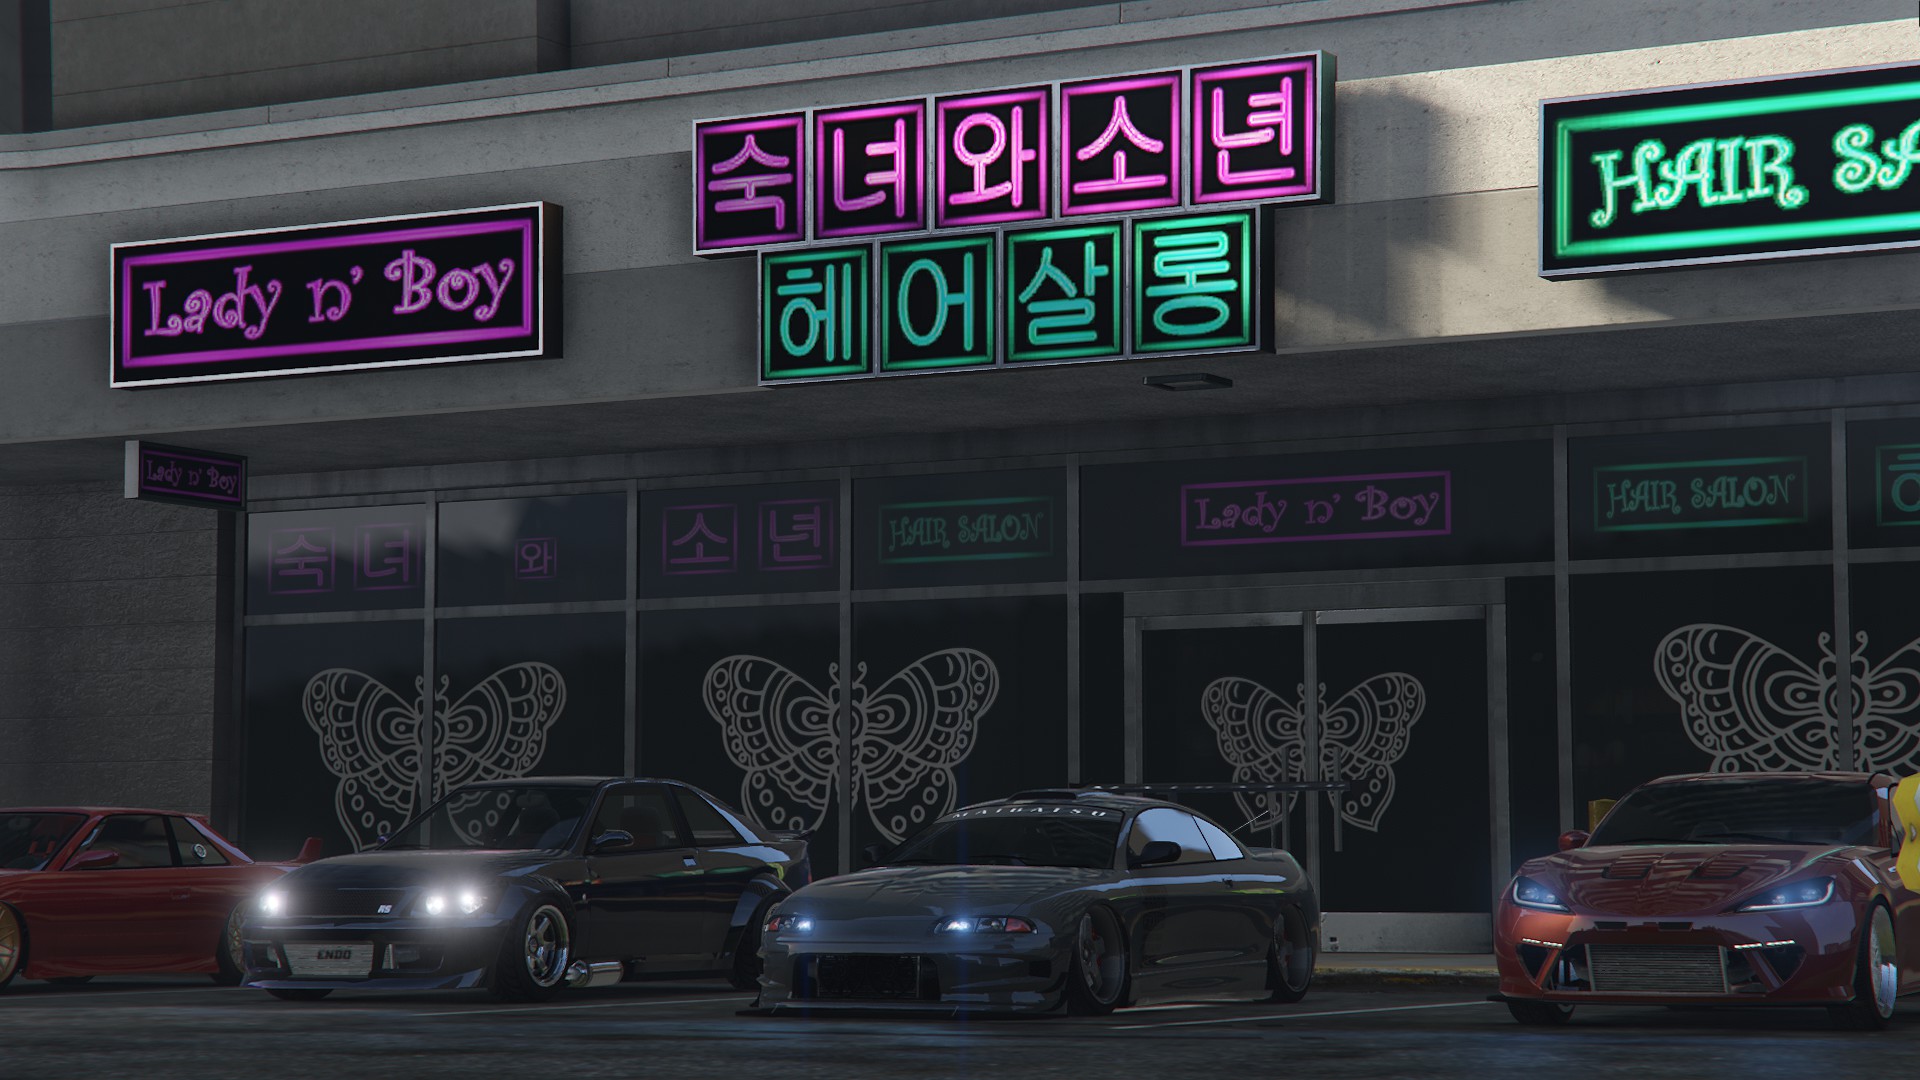 숙녀와소년
헤어살롱
Lady n' Boy
HAIR SA
Lady n' Boy
숙녀
와
소년
HAIR SALON
Lady n' Boy
HAIR SALON
MAIBATSU
RS
ENDO